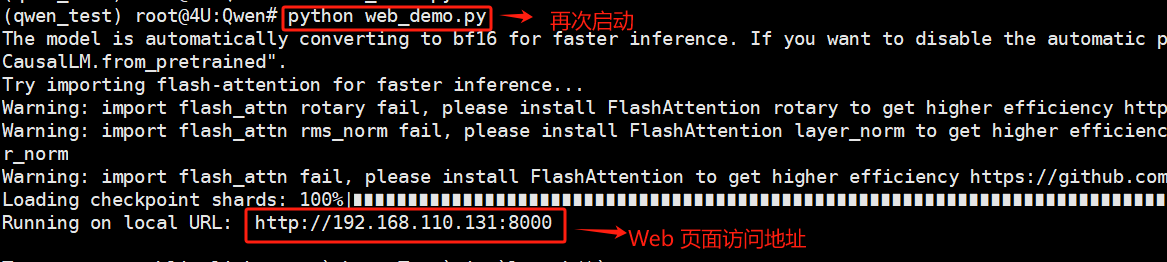 (qwen_test) root@4U:Qwen# python web_demo.py 再次启动
The model is automatically converting to bf16 for faster inference. If you want to disable the automatic p
CausalLM.from_pretrained".
Try importing flash-attention for faster inference...
Warning: import flash_attn rotary fail, please install FlashAttention rotary to get higher efficiency http
Warning: import flash_attn rms_norm fail, please install FlashAttention layer_norm to get higher efficienc
r_norm
Warning: import flash_attn fail, please install FlashAttention to get higher efficiency https://github.com
Loading checkpoint shards: 100%|
Running on local URL: http://192.168.110.131:8000
Web 页面访问地址